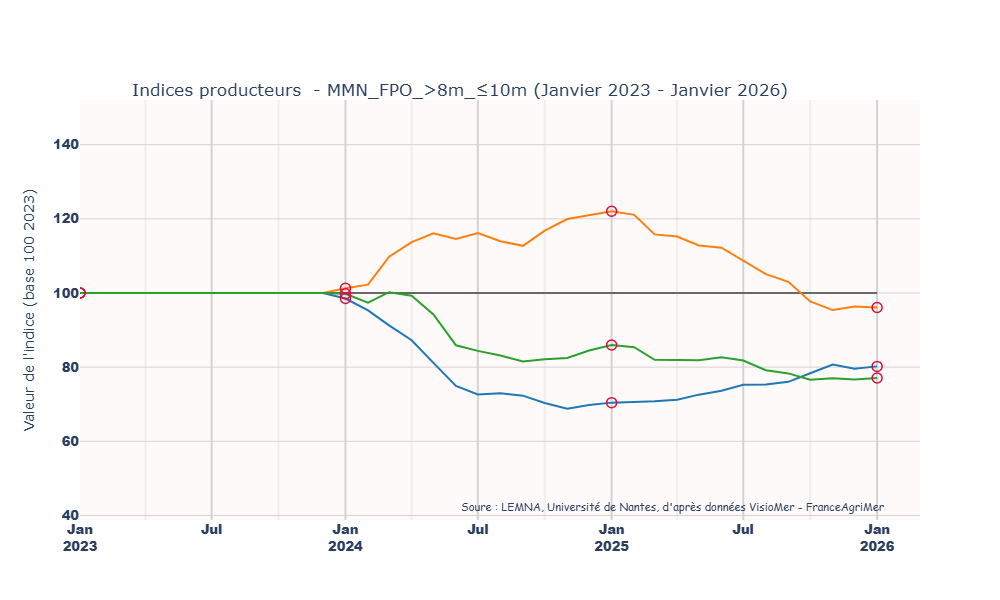 Indices producteurs  - MMN_FPO_>8m_≤10m (Janvier 2023 - Janvier 2026)
Valeur de l'indice (base 100 2023)
140
120
100
80
60
40
Soure : LEMNA, Université de Nantes, d'après données VisioMer - FranceAgriMer
Jan Jul Jan Jul Jan Jul Jan
2023 2024 2025 2026